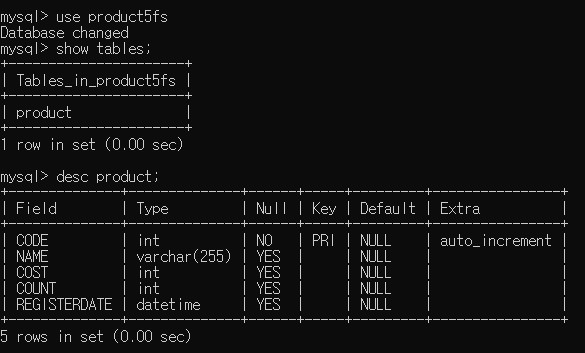 mysql> use product5fs
Database changed
mysql> show tables;
+----------------------+
| Tables_in_product5fs |
+----------------------+
| product              |
+----------------------+
1 row in set (0.00 sec)

mysql> desc product;
+--------------+--------------+------+-----+---------+----------------+
| Field        | Type         | Null | Key | Default | Extra          |
+--------------+--------------+------+-----+---------+----------------+
| CODE         | int          | NO   | PRI | NULL    | auto_increment |
| NAME         | varchar(255) | YES  |     | NULL    |                |
| COST         | int          | YES  |     | NULL    |                |
| COUNT        | int          | YES  |     | NULL    |                |
| REGISTERDATE | datetime     | YES  |     | NULL    |                |
+--------------+--------------+------+-----+---------+----------------+
5 rows in set (0.00 sec)